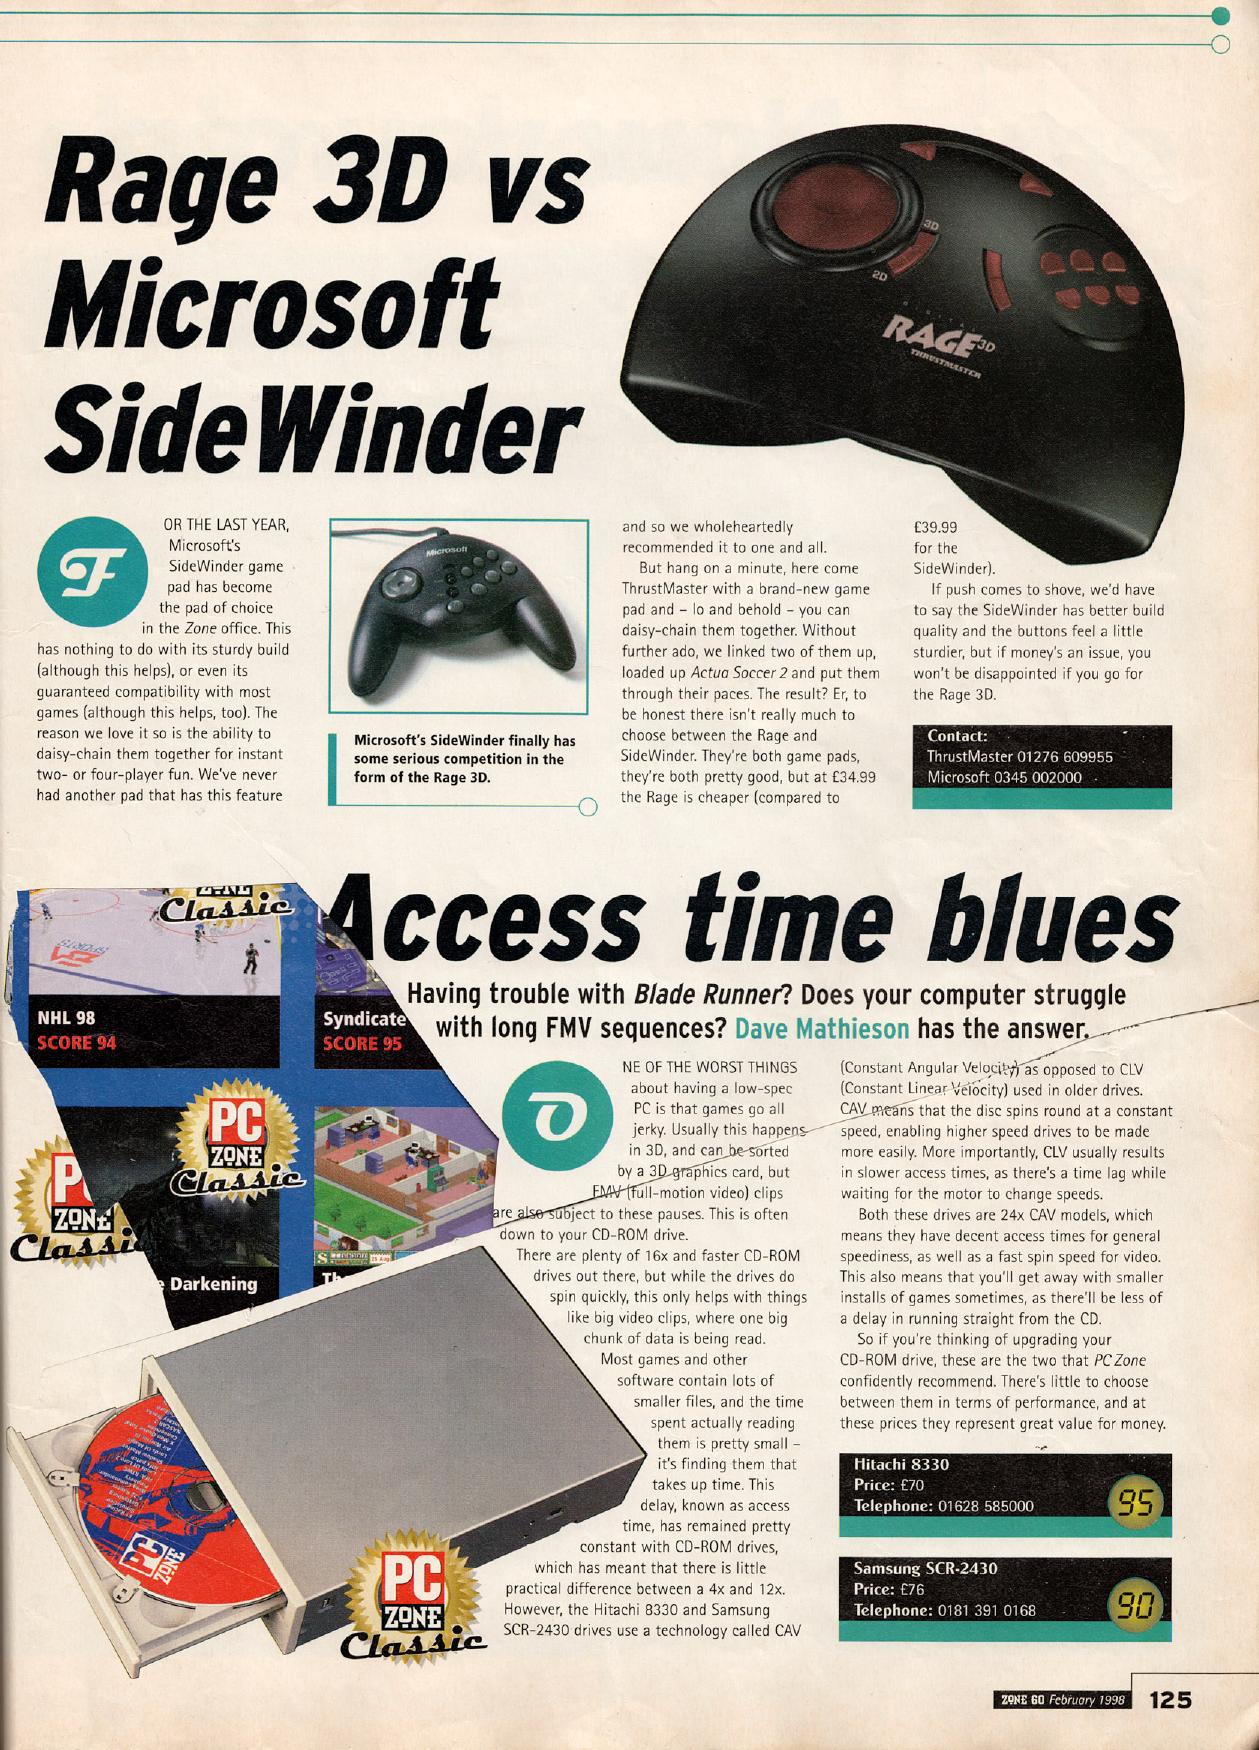 Rage 3D vs
Microsoft
SideWinder
3D
2D
RAGE 3D
THRUSTMASTER
FOR THE LAST YEAR,
Microsoft's
SideWinder game
pad has become
the pad of choice
in the Zone office. This
has nothing to do with its sturdy build
(although this helps), or even its
guaranteed compatibility with most
games (although this helps, too). The
reason we love it so is the ability to
daisy-chain them together for instant
two- or four-player fun. We've never
had another pad that has this feature
Microsoft
Microsoft's SideWinder finally has
some serious competition in the
form of the Rage 3D.
and so we wholeheartedly
recommended it to one and all.
But hang on a minute, here come
ThrustMaster with a brand-new game
pad and – lo and behold – you can
daisy-chain them together. Without
further ado, we linked two of them up,
loaded up Actua Soccer 2 and put them
through their paces. The result? Er, to
be honest there isn't really much to
choose between the Rage and
SideWinder. They're both game pads,
they're both pretty good, but at £34.99
the Rage is cheaper (compared to
£39.99
for the
SideWinder).
If push comes to shove, we'd have
to say the SideWinder has better build
quality and the buttons feel a little
sturdier, but if money's an issue, you
won't be disappointed if you go for
the Rage 3D.
Contact:
ThrustMaster 01276 609955
Microsoft 0345 002000
Access time blues
Having trouble with Blade Runner? Does your computer struggle
with long FMV sequences? Dave Mathieson has the answer.
ZONE
Classic
SPORTS
NHL 98
SCORE 94
Syndicate
SCORE 95
PC
ZONE
Classic
ZONE
Classic
Darkening
ONE OF THE WORST THINGS
about having a low-spec
PC is that games go all
jerky. Usually this happens
in 3D, and can be sorted
by a 3D graphics card, but
FMV (full-motion video) clips
are also subject to these pauses. This is often
down to your CD-ROM drive.
There are plenty of 16x and faster CD-ROM
drives out there, but while the drives do
spin quickly, this only helps with things
like big video clips, where one big
chunk of data is being read.
Most games and other
software contain lots of
smaller files, and the time
spent actually reading
them is pretty small –
it's finding them that
takes up time. This
delay, known as access
time, has remained pretty
constant with CD-ROM drives,
which has meant that there is little
practical difference between a 4x and 12x.
However, the Hitachi 8330 and Samsung
SCR-2430 drives use a technology called CAV
(Constant Angular Velocity) as opposed to CLV
(Constant Linear Velocity) used in older drives.
CAV means that the disc spins round at a constant
speed, enabling higher speed drives to be made
more easily. More importantly, CLV usually results
in slower access times, as there's a time lag while
waiting for the motor to change speeds.
Both these drives are 24x CAV models, which
means they have decent access times for general
speediness, as well as a fast spin speed for video.
This also means that you'll get away with smaller
installs of games sometimes, as there'll be less of
a delay in running straight from the CD.
So if you're thinking of upgrading your
CD-ROM drive, these are the two that PC Zone
confidently recommend. There's little to choose
between them in terms of performance, and at
these prices they represent great value for money.
PC
ZONE
PC
ZONE
Classic
Hitachi 8330
Price: £70
Telephone: 01628 585000
95
Samsung SCR-2430
Price: £76
Telephone: 0181 391 0168
90
ZONE 60 February 1998 125